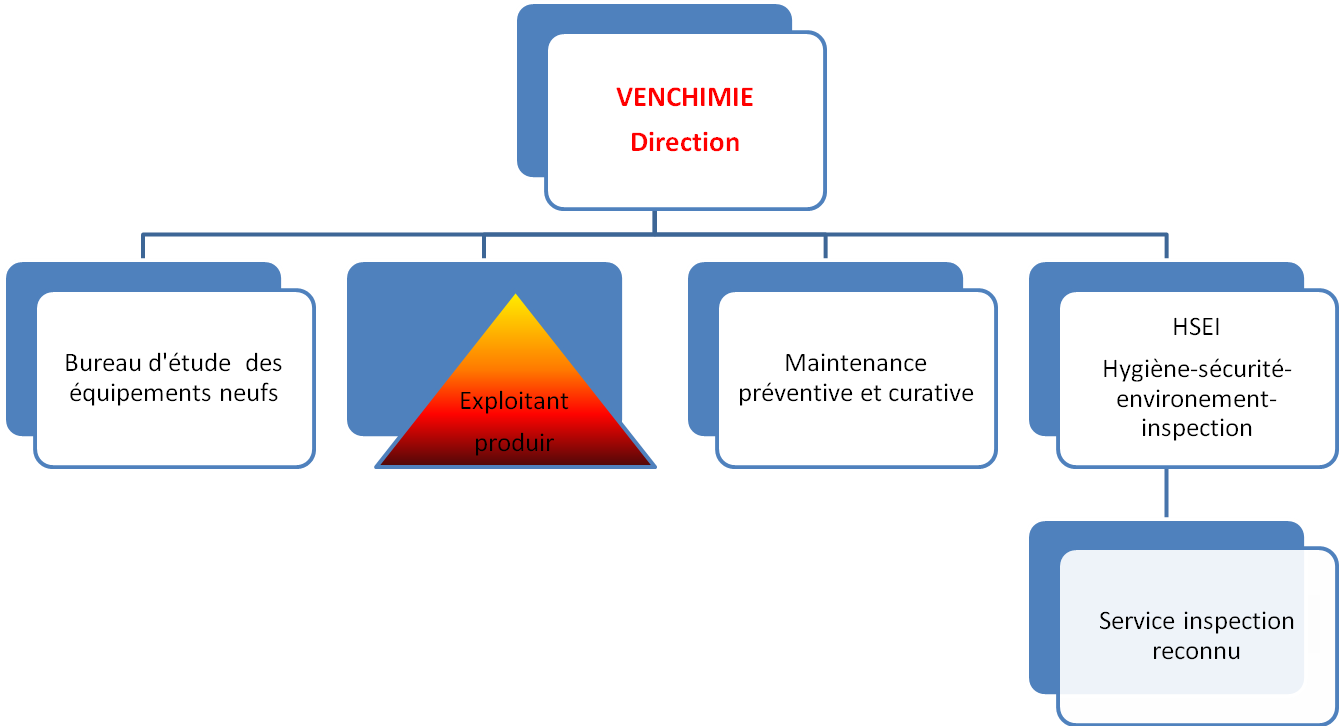 VENCHIMIE
Direction
Bureau d'étude des
équipements neufs
Exploitant
produir
Maintenance
préventive et curative
HSEI
Hygiène-sécurité-
environement-
inspection
Service inspection
reconnu